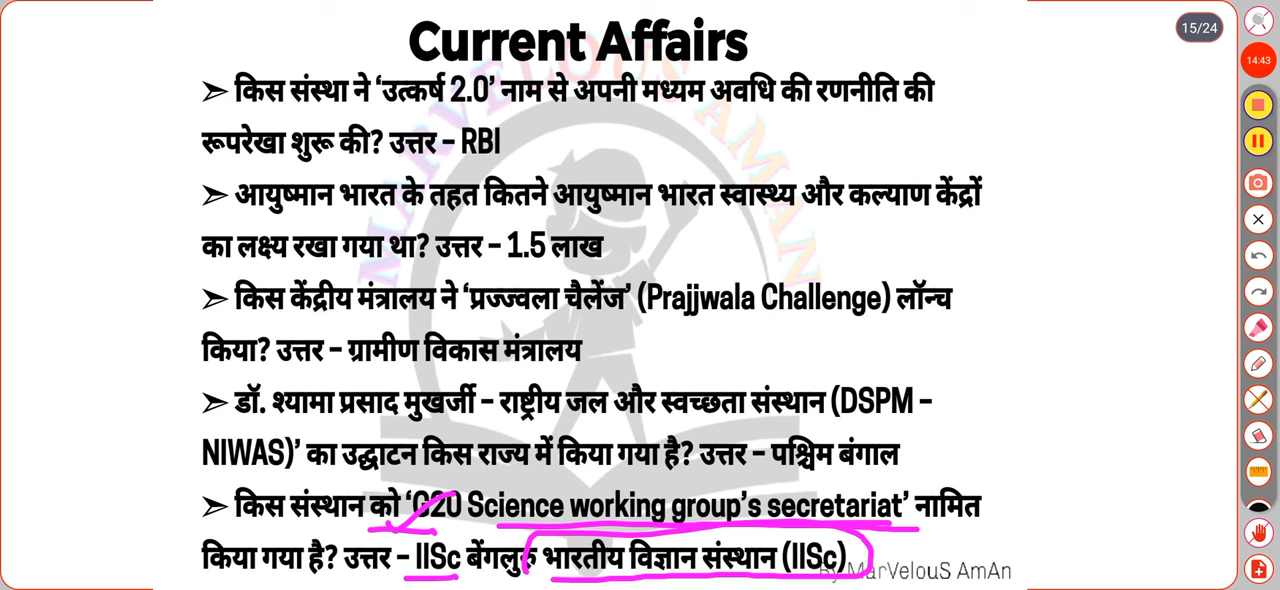 Current Affairs
15/24
14:43
➢ किस संस्था ने ‘उत्कर्ष 2.0’ नाम से अपनी मध्यम अवधि की रणनीति की
रूपरेखा शुरू की? उत्तर – RBI
➢ आयुष्मान भारत के तहत कितने आयुष्मान भारत स्वास्थ्य और कल्याण केंद्रों
का लक्ष्य रखा गया था? उत्तर – 1.5 लाख
➢ किस केंद्रीय मंत्रालय ने ‘प्रज्ज्वला चैलेंज’ (Prajjwala Challenge) लॉन्च
किया? उत्तर – ग्रामीण विकास मंत्रालय
➢ डॉ. श्यामा प्रसाद मुखर्जी – राष्ट्रीय जल और स्वच्छता संस्थान (DSPM –
NIWAS)’ का उद्घाटन किस राज्य में किया गया है? उत्तर – पश्चिम बंगाल
➢ किस संस्थान को ‘G20 Science working group’s secretariat’ नामित
किया गया है? उत्तर – IISc बेंगलुरु भारतीय विज्ञान संस्थान (IISc)
By MarVelouS AmAn
MARVELOUS AMAN